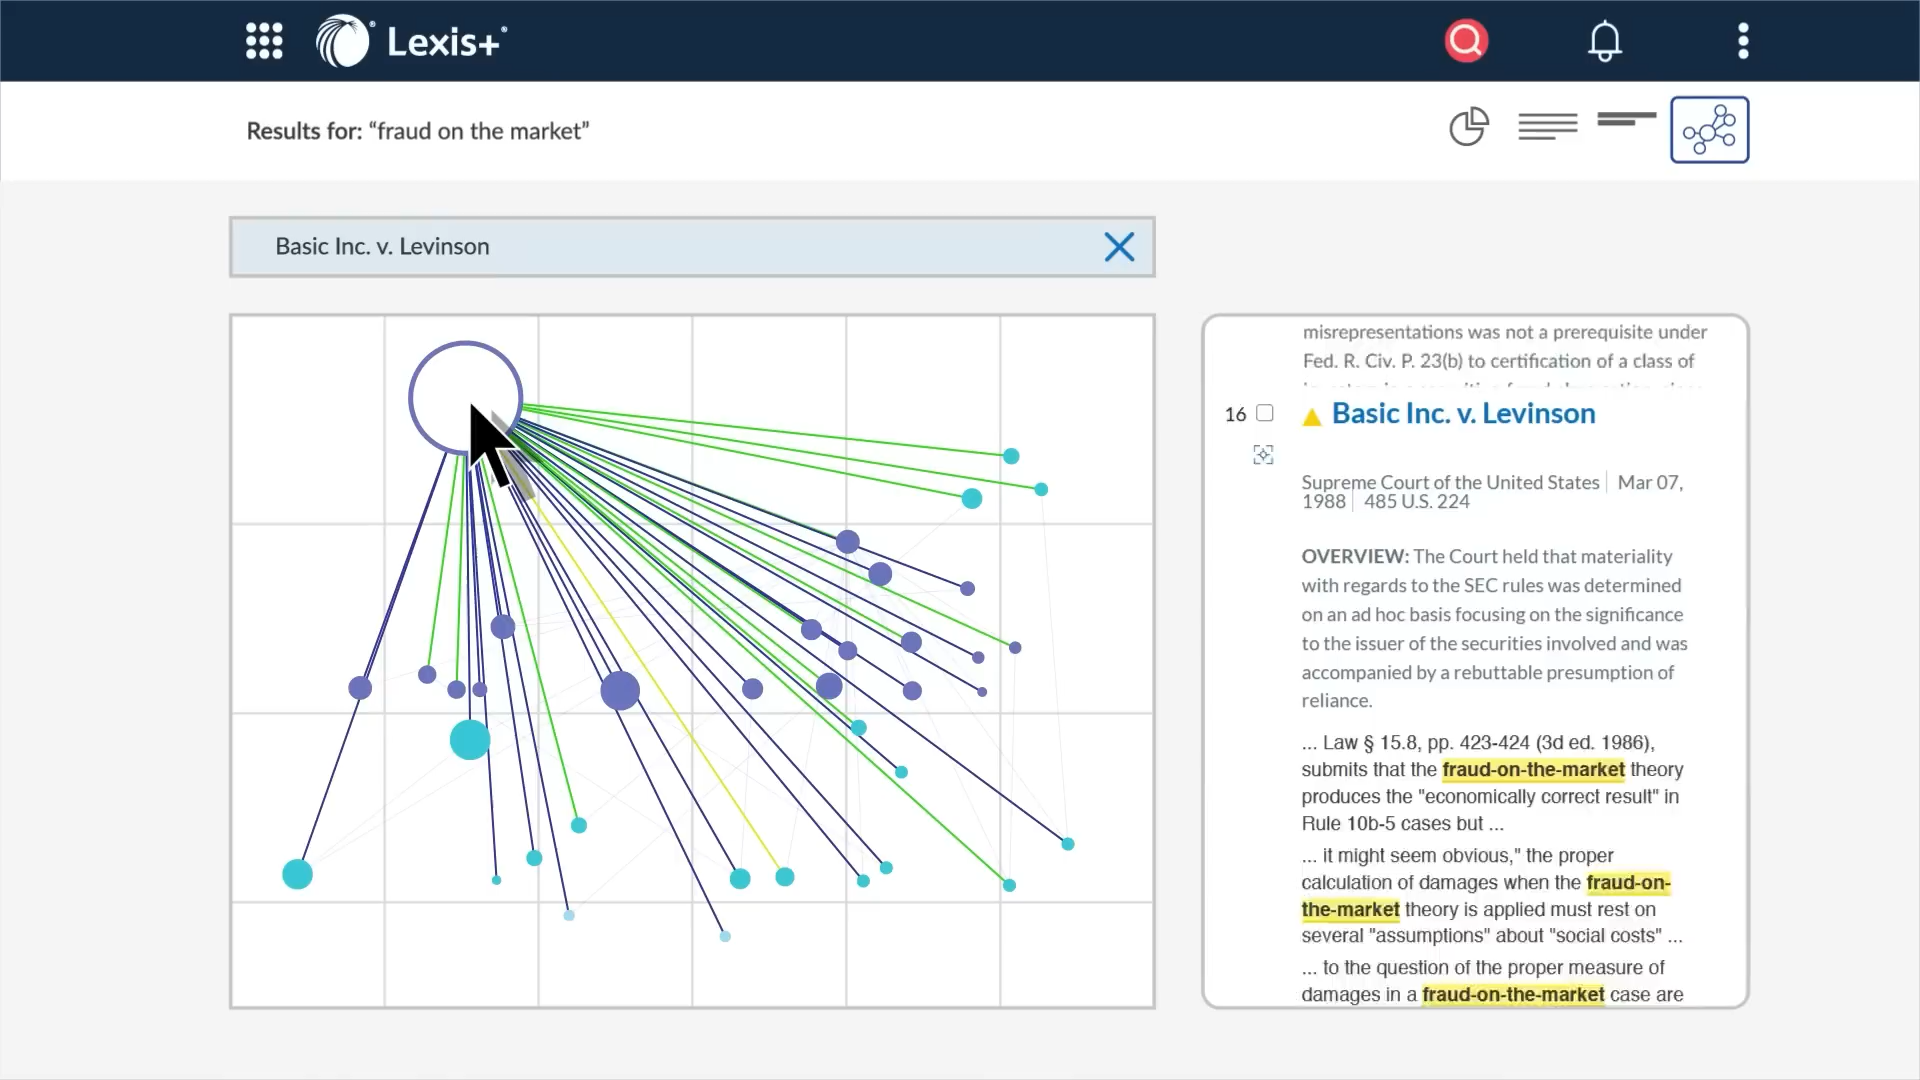 Lexis+
Results for: “fraud on the market”
Basic Inc. v. Levinson
misrepresentations was not a prerequisite under
Fed. R. Civ. P. 23(b) to certification of a class of
16
Basic Inc. v. Levinson
Supreme Court of the United States | Mar 07,
1988 | 485 U.S. 224
OVERVIEW: The Court held that materiality
with regards to the SEC rules was determined
on an ad hoc basis focusing on the significance
to the issuer of the securities involved and was
accompanied by a rebuttable presumption of
reliance.
... Law § 15.8, pp. 423-424 (3d ed. 1986),
submits that the fraud-on-the-market theory
produces the "economically correct result" in
Rule 10b-5 cases but ...
... it might seem obvious," the proper
calculation of damages when the fraud-on-
the-market theory is applied must rest on
several "assumptions" about "social costs" ...
... to the question of the proper measure of
damages in a fraud-on-the-market case are